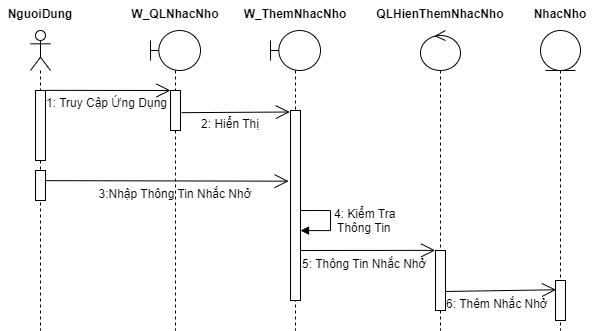 NguoiDung
W_QLNhacNho
W_ThemNhacNho
QLHienThemNhacNho
NhacNho
1: Truy Cập Ứng Dụng
2: Hiển Thị
3:Nhập Thông Tin Nhắc Nhở
4: Kiểm Tra
Thông Tin
5: Thông Tin Nhắc Nhở
6: Thêm Nhắc Nhở